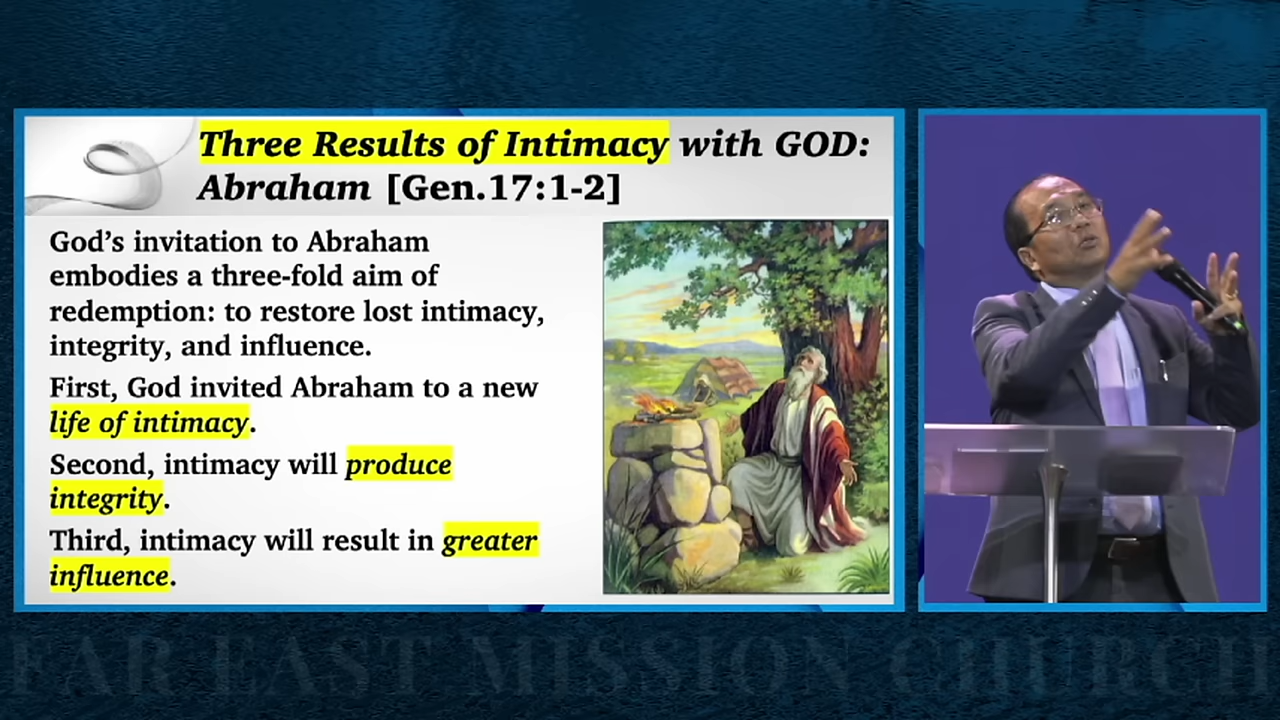 Three Results of Intimacy with GOD:
Abraham [Gen.17:1-2]
God’s invitation to Abraham
embodies a three-fold aim of
redemption: to restore lost intimacy,
integrity, and influence.
First, God invited Abraham to a new
life of intimacy.
Second, intimacy will produce
integrity.
Third, intimacy will result in greater
influence.
FAR EAST MISSION CHURCH